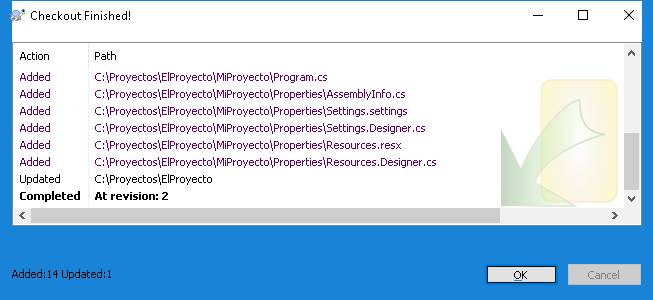 Checkout Finished!
Action Path
Added C:\Proyectos\ElProyecto\MiProyecto\Program.cs
Added C:\Proyectos\ElProyecto\MiProyecto\Properties\AssemblyInfo.cs
Added C:\Proyectos\ElProyecto\MiProyecto\Properties\Settings.settings
Added C:\Proyectos\ElProyecto\MiProyecto\Properties\Settings.Designer.cs
Added C:\Proyectos\ElProyecto\MiProyecto\Properties\Resources.resx
Added C:\Proyectos\ElProyecto\MiProyecto\Properties\Resources.Designer.cs
Updated C:\Proyectos\ElProyecto
Completed At revision: 2
Added:14 Updated:1
OK Cancel